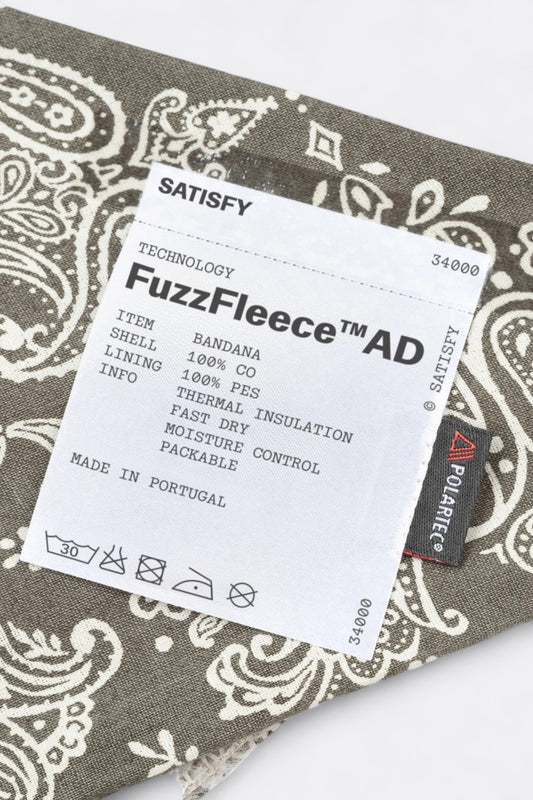 SATISFY
34000
TECHNOLOGY
FuzzFleece™AD
ITEM BANDANA
SHELL 100% CO
LINING 100% PES
INFO THERMAL INSULATION
FAST DRY
MOISTURE CONTROL
PACKABLE
MADE IN PORTUGAL
30
© SATISFY
34000
POLARTEC®